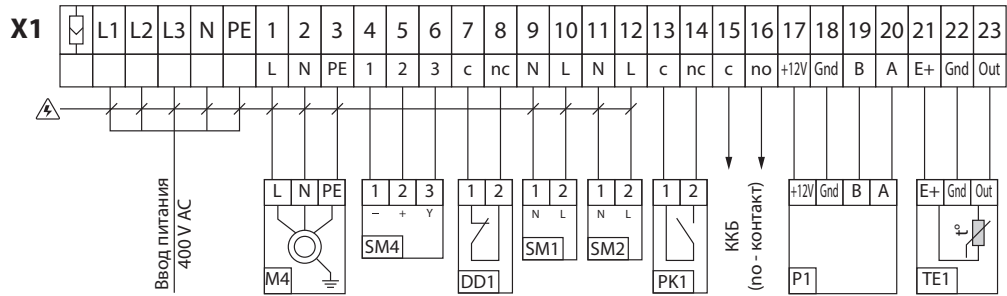 X1 L1 L2 L3 N PE 1 2 3 4 5 6 7 8 9 10 11 12 13 14 15 16 17 18 19 20 21 22 23
L N PE 1 2 3 c nc N L N L c nc c no +12V Gnd B A E+ Gnd Out
Ввод питания
400 V AC
L N PE
M4
1 2 3
− + Y
SM4
1 2
DD1
1 2
N L
SM1
1 2
N L
SM2
1 2
PK1
ККБ
(no - контакт)
+12V Gnd B A
P1
E+ Gnd Out
t°
TE1